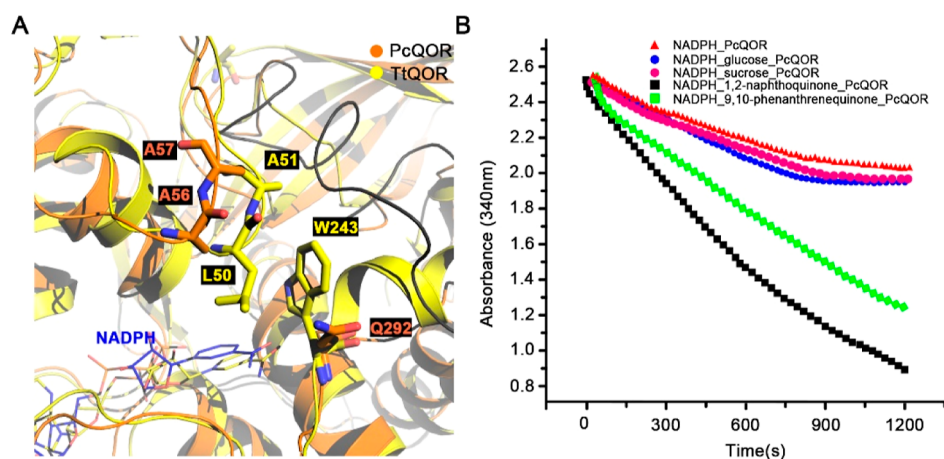 A
PcQOR
TtQOR
A57
A51
A56
W243
L50
Q292
NADPH
B
NADPH_PcQOR
NADPH_glucose_PcQOR
NADPH_sucrose_PcQOR
NADPH_1,2-naphthoquinone_PcQOR
NADPH_9,10-phenanthrenequinone_PcQOR
2.6
2.4
2.2
2.0
1.8
1.6
1.4
1.2
1.0
0.8
Absorbance (340nm)
0 300 600 900 1200
Time(s)